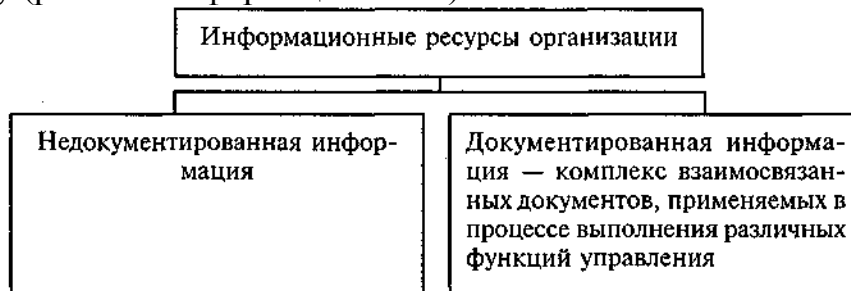 Информационные ресурсы организации
Недокументированная инфор-
мация
Документированная информа-
ция — комплекс взаимосвязан-
ных документов, применяемых в
процессе выполнения различных
функций управления